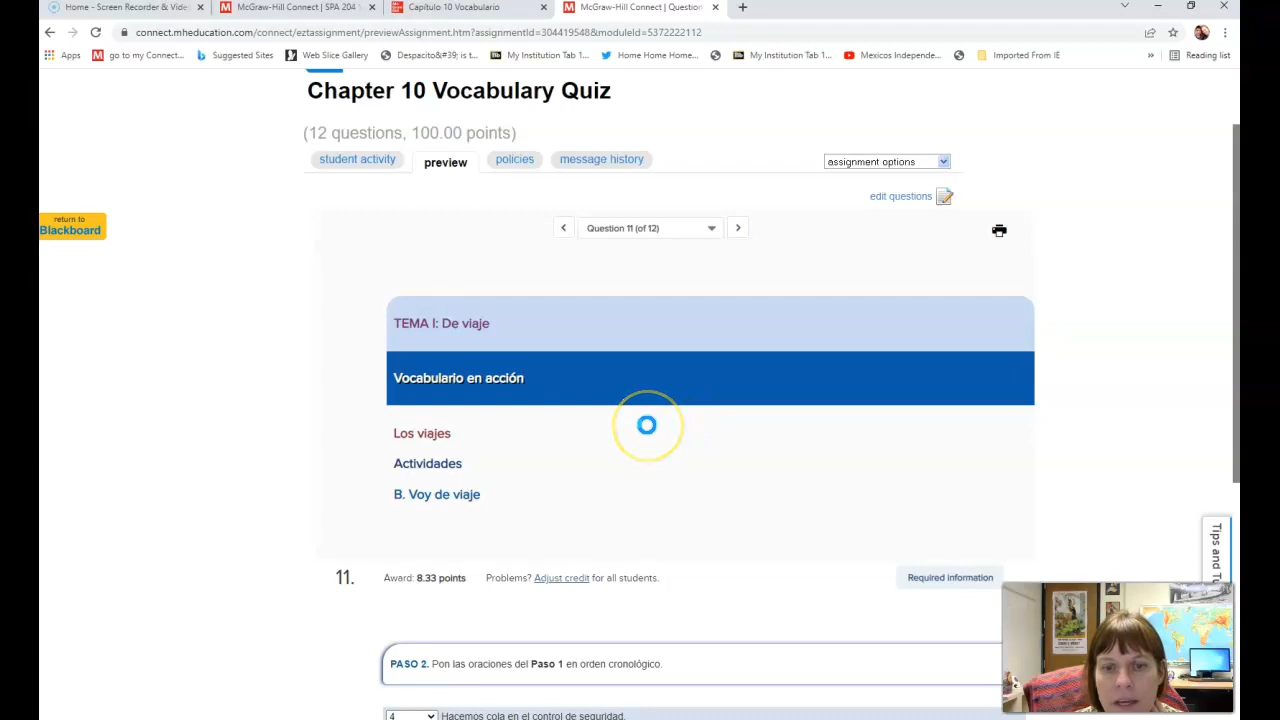 Home - Screen Recorder & Vide
McGraw-Hill Connect | SPA 204
Capítulo 10 Vocabulario
McGraw-Hill Connect | Question
connect.mheducation.com/connect/eztassignment/previewAssignment.htm?assignmentId=304419548&moduleId=5372222112
Apps
go to my Connect...
Suggested Sites
Web Slice Gallery
Despacito&#39; is t...
My Institution Tab 1...
Home Home Home...
My Institution Tab 1...
Mexicos Independe...
Imported From IE
»
Reading list
Chapter 10 Vocabulary Quiz
(12 questions, 100.00 points)
student activity
preview
policies
message history
assignment options
edit questions
return to
Blackboard
Question 11 (of 12)
TEMA I: De viaje
Vocabulario en acción
Los viajes
Actividades
B. Voy de viaje
Tips and Tu
11.
Award: 8.33 points
Problems? Adjust credit for all students.
Required information
PASO 2. Pon las oraciones del Paso 1 en orden cronológico.
4
Hacemos cola en el control de seguridad.